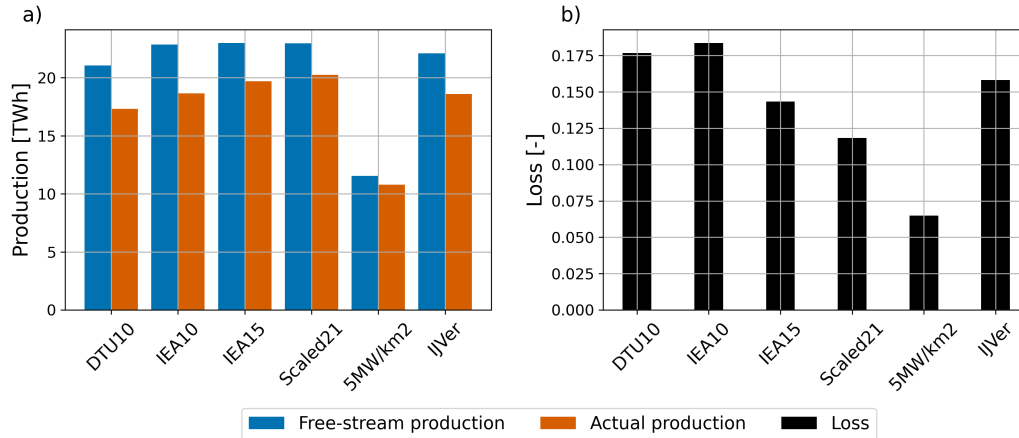 a)
Production [TWh]
20
15
10
5
0
DTU10
IEA10
IEA15
Scaled21
5MW/km2
IJVer
b)
Loss [-]
0.175
0.150
0.125
0.100
0.075
0.050
0.025
0.000
DTU10
IEA10
IEA15
Scaled21
5MW/km2
IJVer
Free-stream production
Actual production
Loss